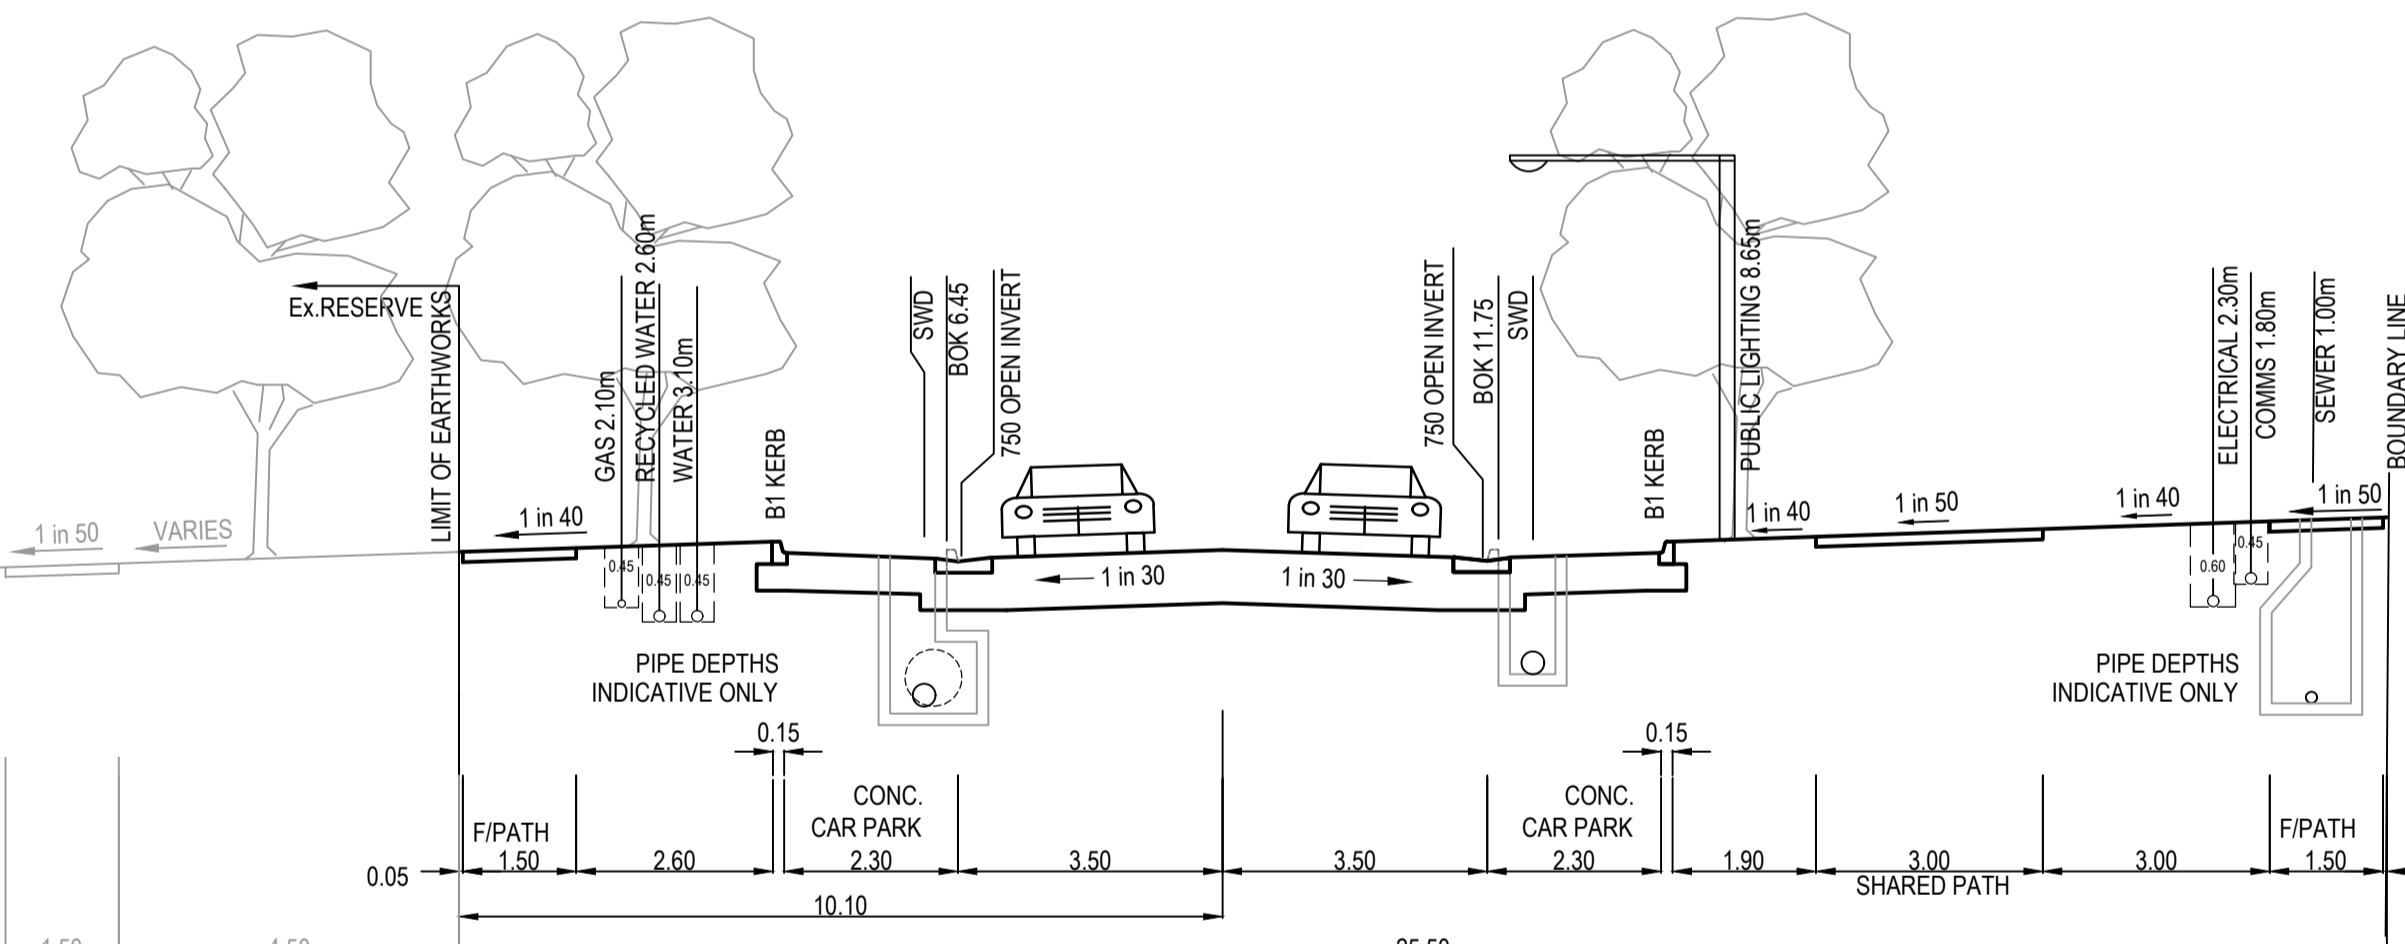 Ex.RESERVE
LIMIT OF EARTHWORKS
GAS 2.10m
RECYCLED WATER 2.60m
WATER 3.10m
B1 KERB
SWD
BOK 6.45
750 OPEN INVERT
750 OPEN INVERT
BOK 11.75
SWD
B1 KERB
PUBLIC LIGHTING 8.65m
ELECTRICAL 2.30m
COMMS 1.80m
SEWER 1.00m
BOUNDARY LINE
1 in 50
VARIES
1 in 40
1 in 30
1 in 30
1 in 40
1 in 50
1 in 40
1 in 50
0.45
0.45
0.45
0.60
0.45
PIPE DEPTHS
INDICATIVE ONLY
PIPE DEPTHS
INDICATIVE ONLY
0.15
0.15
CONC.
CAR PARK
CONC.
CAR PARK
F/PATH
F/PATH
0.05
1.50
2.60
2.30
3.50
3.50
2.30
1.90
3.00
3.00
1.50
SHARED PATH
10.10